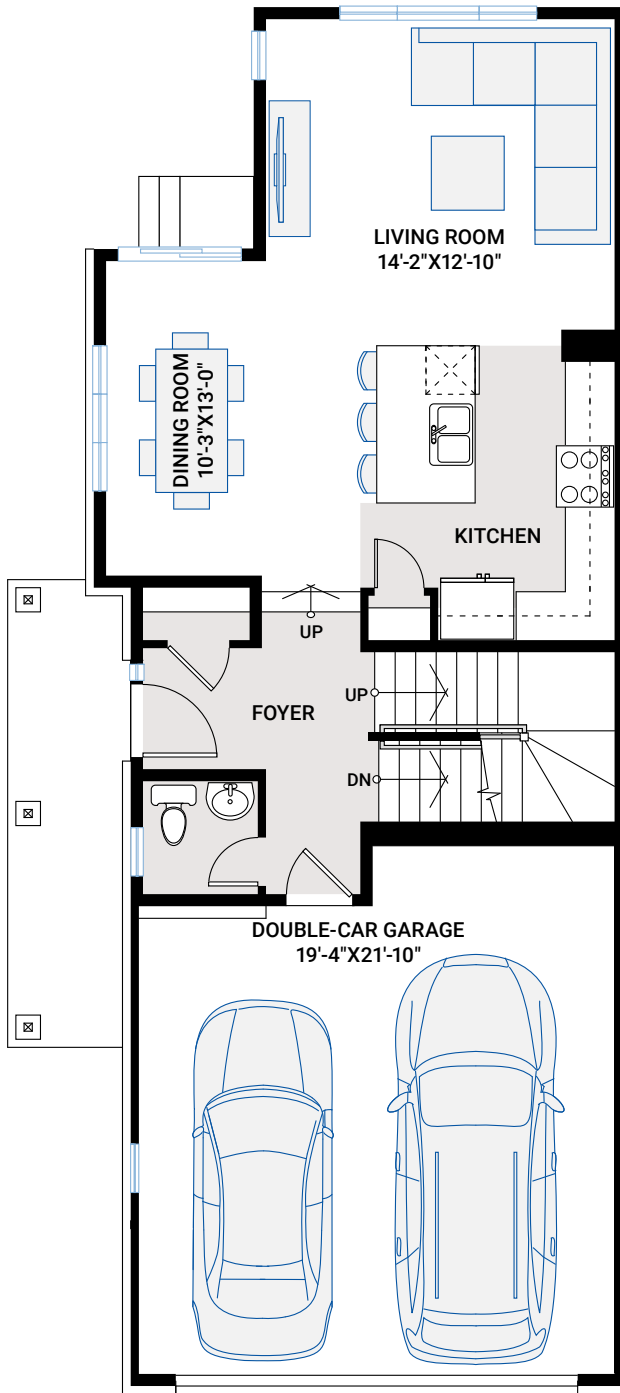 LIVING ROOM
14'-2"X12'-10"
DINING ROOM
10'-3"X13'-0"
KITCHEN
UP
UP
FOYER
DN
DOUBLE-CAR GARAGE
19'-4"X21'-10"